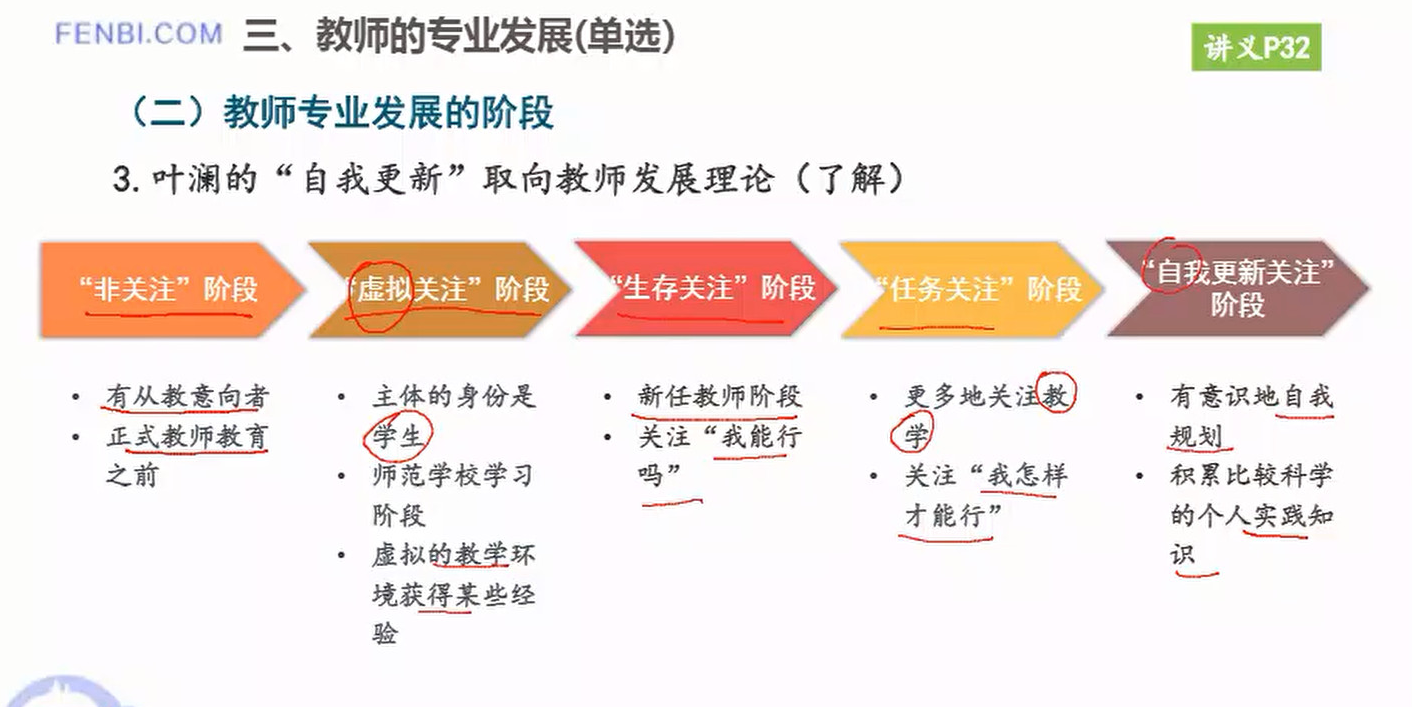 FENBI.COM 三、教师的专业发展(单选)
讲义P32
（二）教师专业发展的阶段
3. 叶澜的“自我更新”取向教师发展理论（了解）
“非关注”阶段
• 有从教意向者
• 正式教师教育
之前
“虚拟关注”阶段
• 主体的身份是
学生
• 师范学校学习
阶段
• 虚拟的教学环
境获得某些经
验
“生存关注”阶段
• 新任教师阶段
• 关注“我能行
吗”
“任务关注”阶段
• 更多地关注教
学
• 关注“我怎样
才能行”
“自我更新关注”
阶段
• 有意识地自我
规划
• 积累比较科学
的个人实践知
识